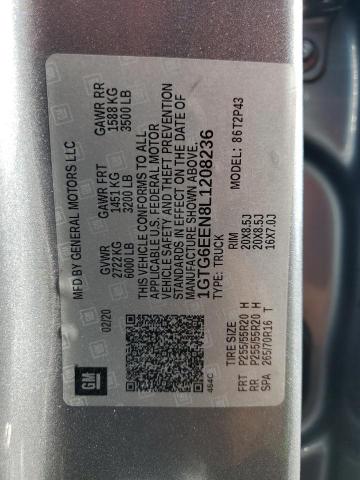 MFD BY GENERAL MOTORS LLC
02/20 GVWR GAWR FRT GAWR RR
2722 KG 1451 KG 1588 KG
6000 LB 3200 LB 3500 LB
THIS VEHICLE CONFORMS TO ALL
APPLICABLE U.S. FEDERAL MOTOR
VEHICLE SAFETY AND THEFT PREVENTION
STANDARDS IN EFFECT ON THE DATE OF
MANUFACTURE SHOWN ABOVE.
1GTG6EEN8L1208236
TYPE: TRUCK MODEL: 86T2P43
GM
464C
TIRE SIZE RIM
FRT P255/55R20 H 20X8.5J
RR P255/55R20 H 20X8.5J
SPA 265/70R16 T 16X7.0J